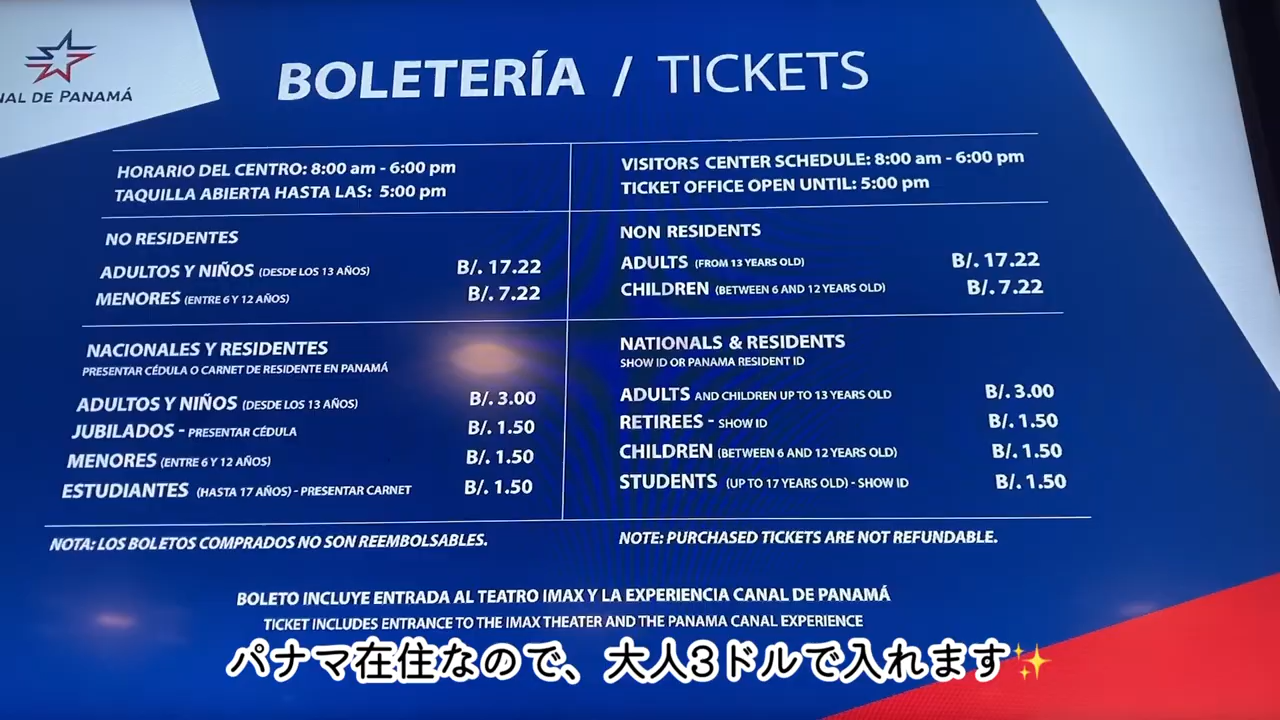 NAL DE PANAMÁ
BOLETERÍA / TICKETS
HORARIO DEL CENTRO: 8:00 am - 6:00 pm
TAQUILLA ABIERTA HASTA LAS: 5:00 pm
VISITORS CENTER SCHEDULE: 8:00 am - 6:00 pm
TICKET OFFICE OPEN UNTIL: 5:00 pm
NO RESIDENTES
ADULTOS Y NIÑOS (DESDE LOS 13 AÑOS) B/. 17.22
MENORES (ENTRE 6 Y 12 AÑOS) B/. 7.22
NON RESIDENTS
ADULTS (FROM 13 YEARS OLD) B/. 17.22
CHILDREN (BETWEEN 6 AND 12 YEARS OLD) B/. 7.22
NACIONALES Y RESIDENTES
PRESENTAR CÉDULA O CARNET DE RESIDENTE EN PANAMÁ
ADULTOS Y NIÑOS (DESDE LOS 13 AÑOS) B/. 3.00
JUBILADOS - PRESENTAR CÉDULA B/. 1.50
MENORES (ENTRE 6 Y 12 AÑOS) B/. 1.50
ESTUDIANTES (HASTA 17 AÑOS) - PRESENTAR CARNET B/. 1.50
NATIONALS & RESIDENTS
SHOW ID OR PANAMA RESIDENT ID
ADULTS AND CHILDREN UP TO 13 YEARS OLD B/. 3.00
RETIREES - SHOW ID B/. 1.50
CHILDREN (BETWEEN 6 AND 12 YEARS OLD) B/. 1.50
STUDENTS (UP TO 17 YEARS OLD) - SHOW ID B/. 1.50
NOTA: LOS BOLETOS COMPRADOS NO SON REEMBOLSABLES.
NOTE: PURCHASED TICKETS ARE NOT REFUNDABLE.
BOLETO INCLUYE ENTRADA AL TEATRO IMAX Y LA EXPERIENCIA CANAL DE PANAMÁ
TICKET INCLUDES ENTRANCE TO THE IMAX THEATER AND THE PANAMA CANAL EXPERIENCE
パナマ在住なので、大人3ドルで入れます✨